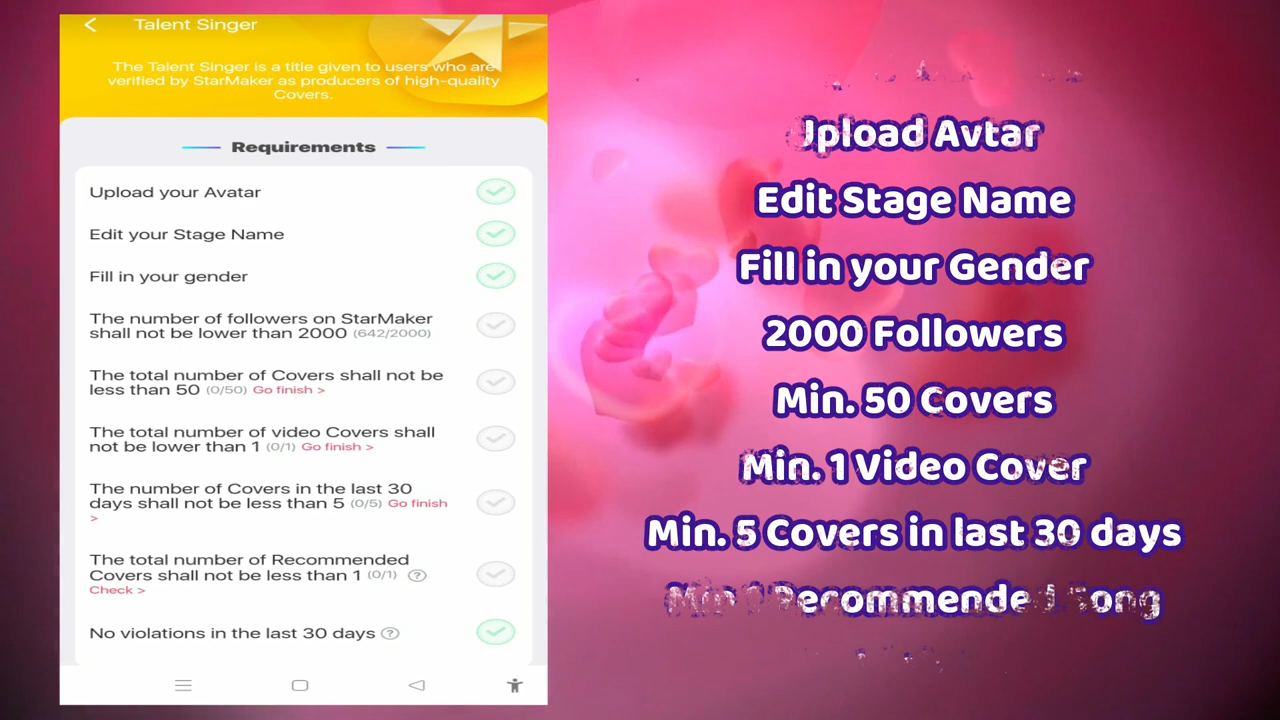 Talent Singer
The Talent Singer is a title given to users who are
verified by StarMaker as producers of high-quality
Covers.
Requirements
Upload your Avatar
Edit your Stage Name
Fill in your gender
The number of followers on StarMaker
shall not be lower than 2000 (642/2000)
The total number of Covers shall not be
less than 50 (0/50) Go finish >
The total number of video Covers shall
not be lower than 1 (0/1) Go finish >
The number of Covers in the last 30
days shall not be less than 5 (0/5) Go finish
>
The total number of Recommended
Covers shall not be less than 1 (0/1) ?
Check >
No violations in the last 30 days ?
Upload Avtar
Edit Stage Name
Fill in your Gender
2000 Followers
Min. 50 Covers
Min. 1 Video Cover
Min. 5 Covers in last 30 days
Min 1 Recommended Song